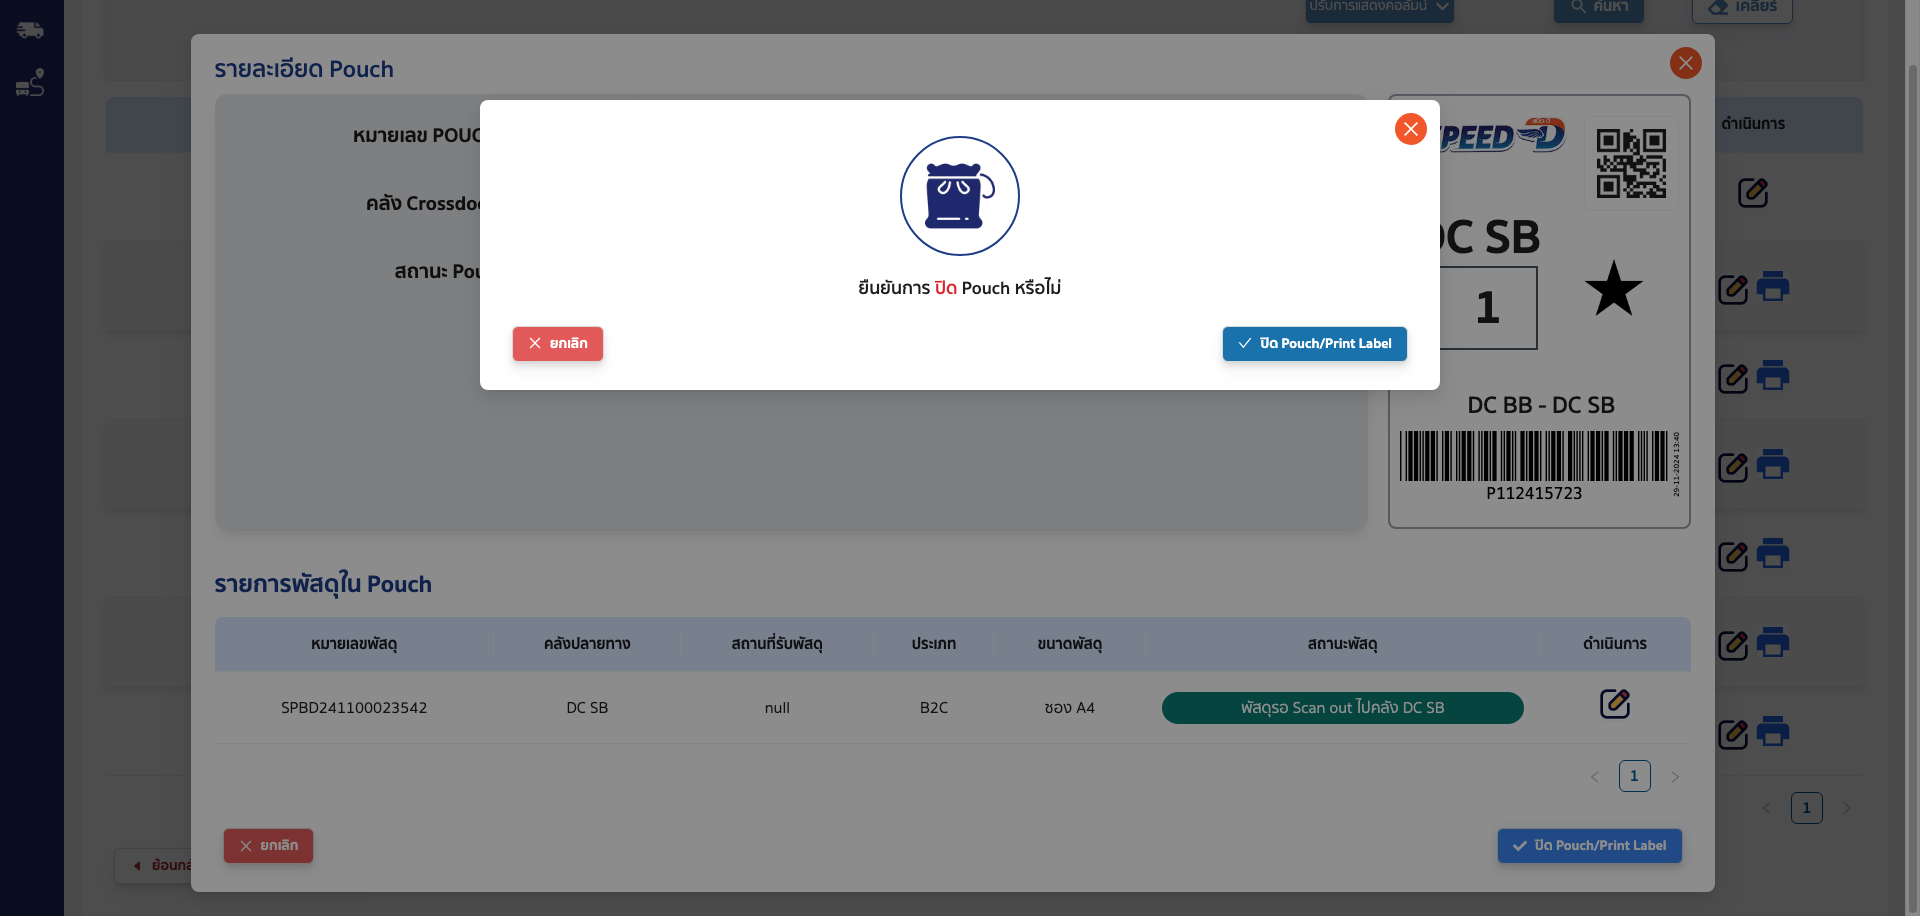 ปรับการแสดงคอลัมน์
ค้นหา
เคลียร์
รายละเอียด Pouch
หมายเลข
คลัง
สถานะ
ดำเนินการ
ยืนยันการ ปิด Pouch หรือไม่
ยกเลิก
ปิด Pouch/Print Label
SB
1
DC BB - DC SB
P112415723
29-11-2024 13:40
รายการพัสดุใน Pouch
หมายเลขพัสดุ คลังปลายทาง สถานที่รับพัสดุ ประเภท ขนาดพัสดุ สถานะพัสดุ ดำเนินการ
SPBD241100023542 DC SB null B2C ซอง A4 พัสดุรอ Scan out ไปคลัง DC SB
1
1
ยกเลิก
ปิด Pouch/Print Label